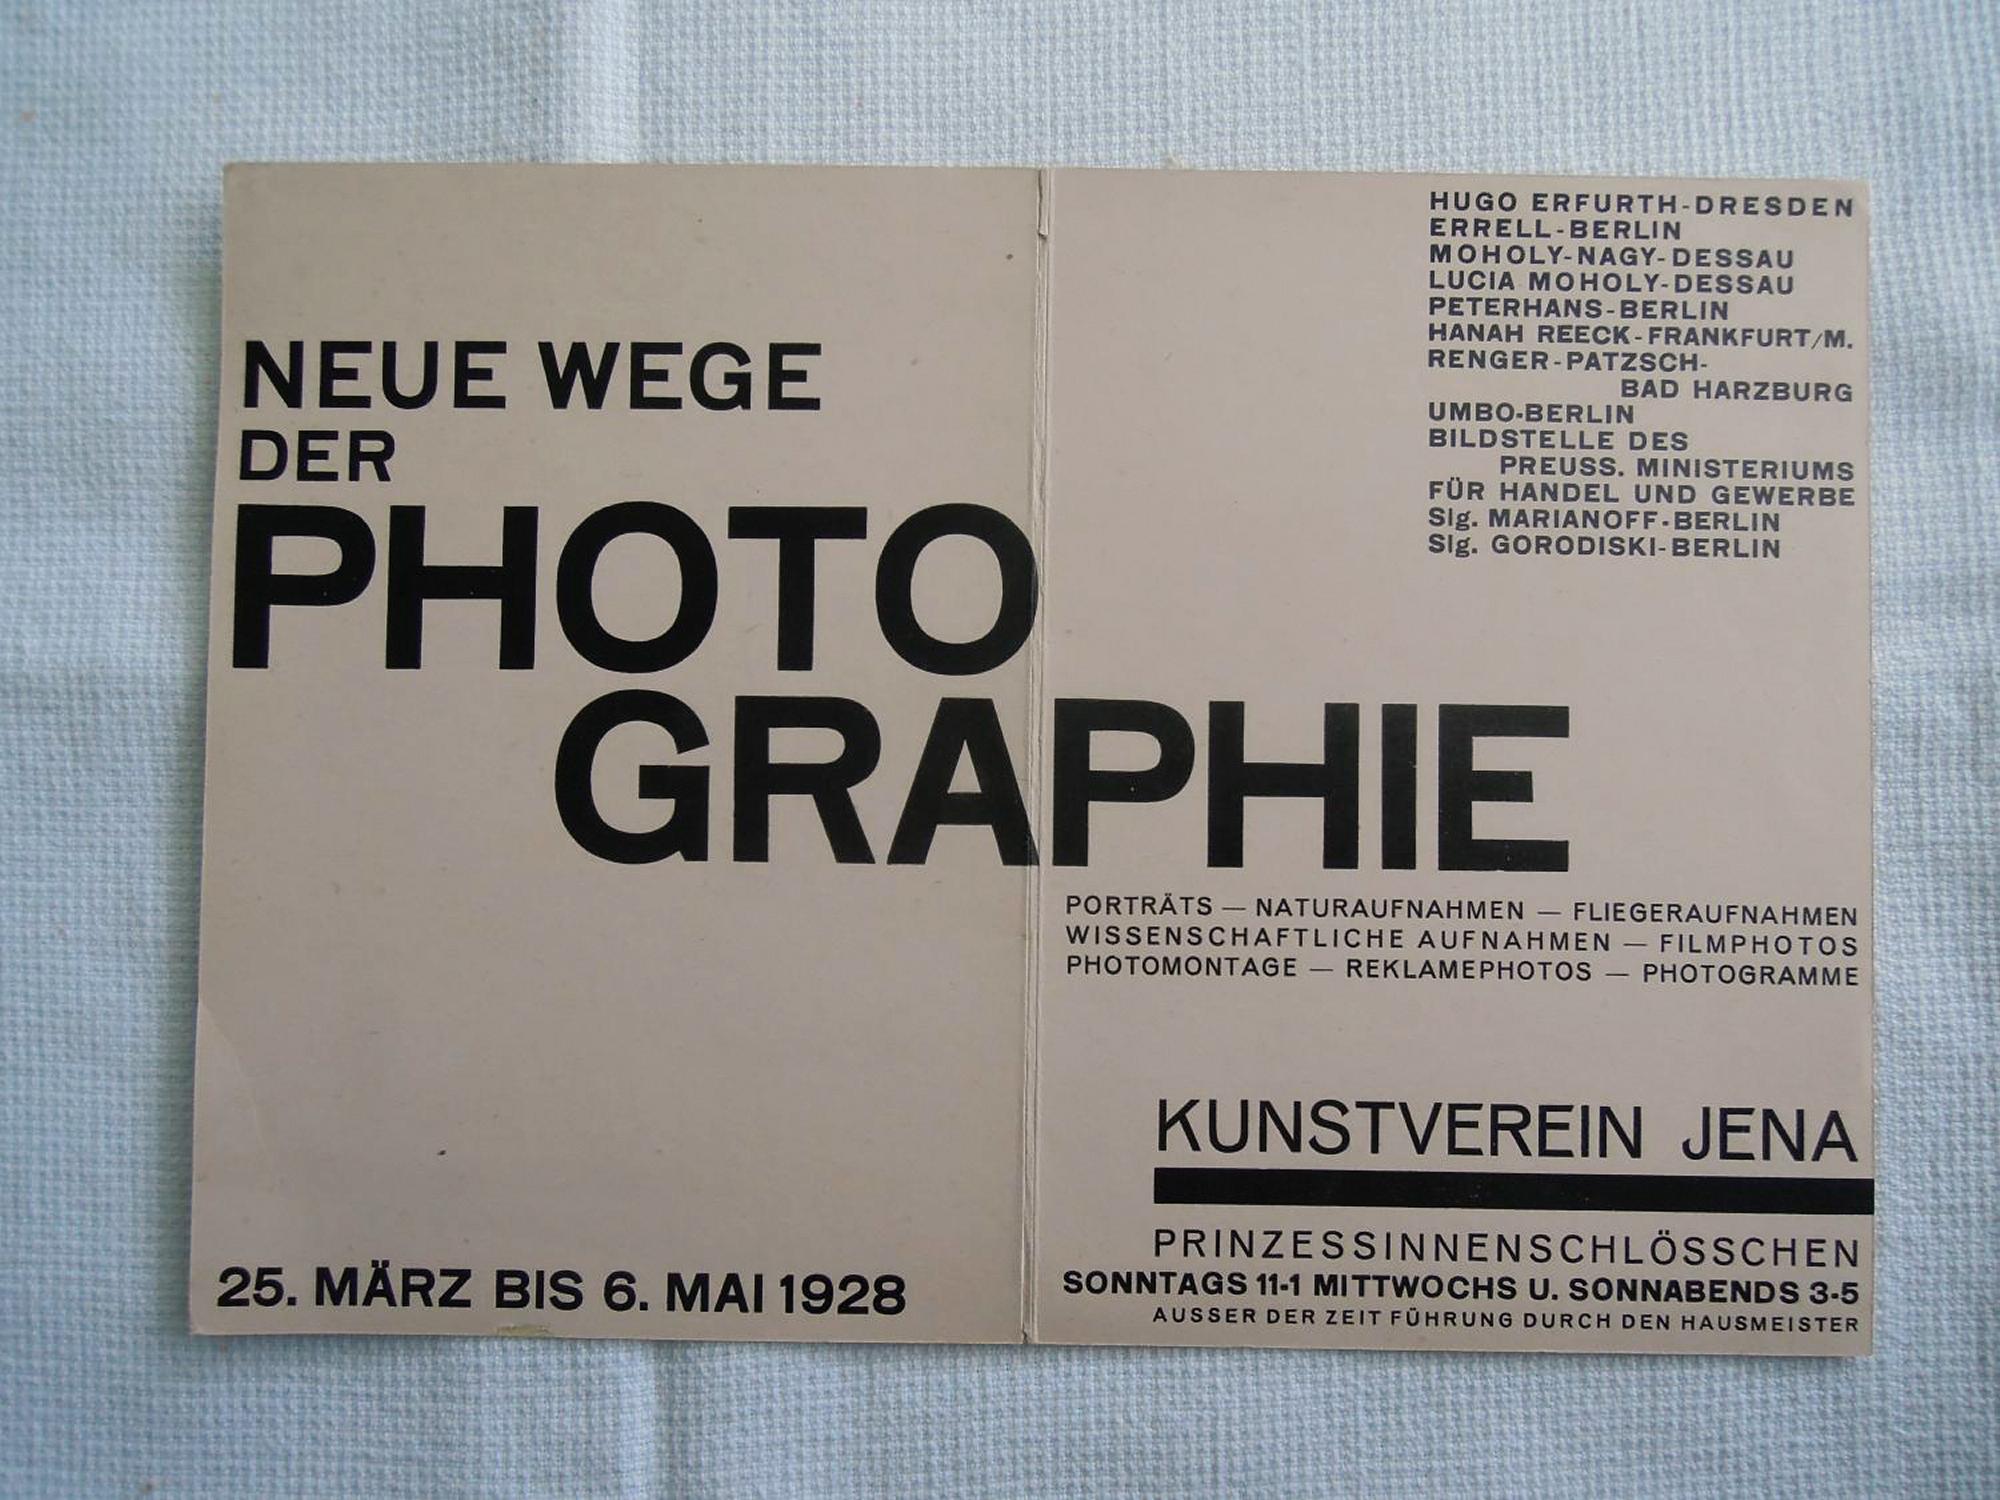 NEUE WEGE
DER
PHOTO
GRAPHIE
25. MÄRZ BIS 6. MAI 1928
HUGO ERFURTH-DRESDEN
ERRELL-BERLIN
MOHOLY-NAGY-DESSAU
LUCIA MOHOLY-DESSAU
PETERHANS-BERLIN
HANAH REECK-FRANKFURT/M.
RENGER-PATZSCH-
BAD HARZBURG
UMBO-BERLIN
BILDSTELLE DES
PREUSS. MINISTERIUMS
FÜR HANDEL UND GEWERBE
Slg. MARIANOFF-BERLIN
Slg. GORODISKI-BERLIN
PORTRÄTS — NATURAUFNAHMEN — FLIEGERAUFNAHMEN
WISSENSCHAFTLICHE AUFNAHMEN — FILMPHOTOS
PHOTOMONTAGE — REKLAMEPHOTOS — PHOTOGRAMME
KUNSTVEREIN JENA
PRINZESSINNENSCHLÖSSCHEN
SONNTAGS 11-1 MITTWOCHS U. SONNABENDS 3-5
AUSSER DER ZEIT FÜHRUNG DURCH DEN HAUSMEISTER